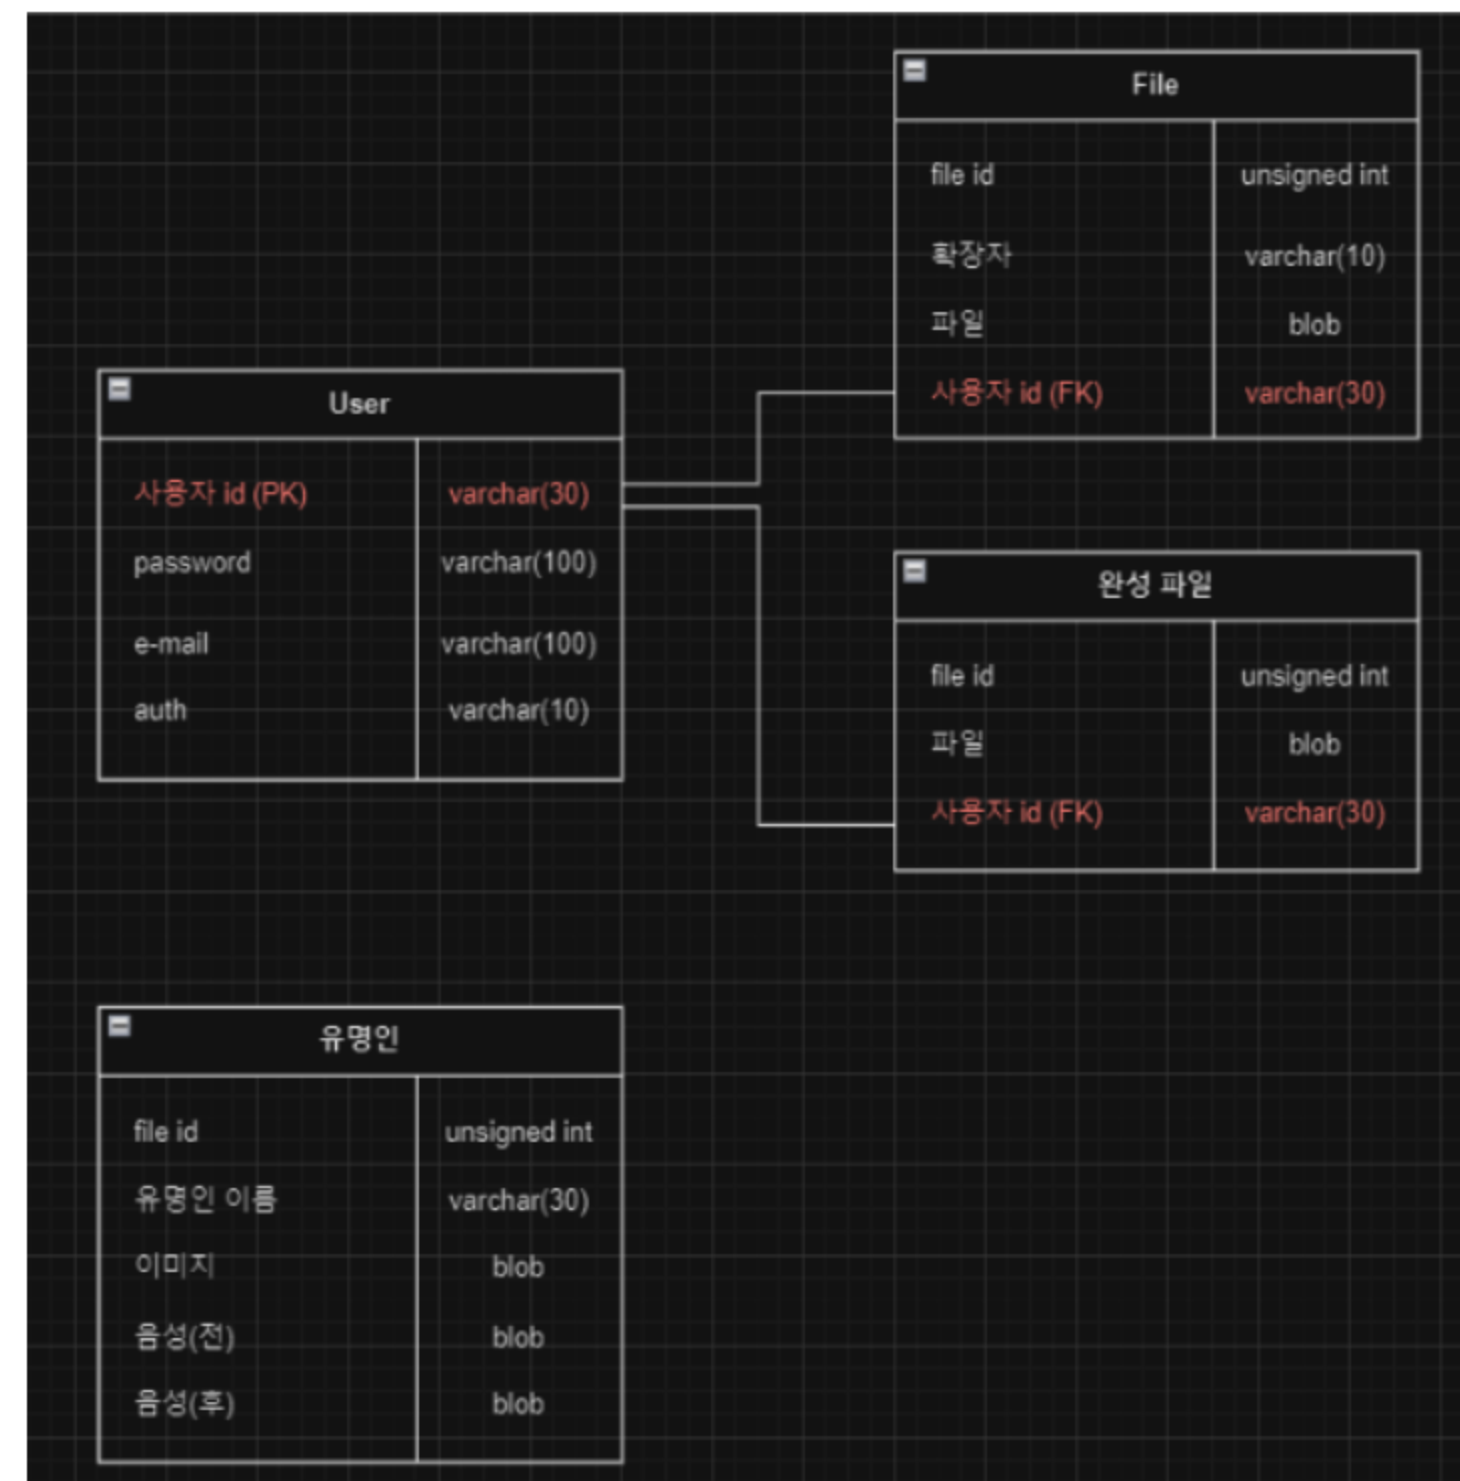 File
file id unsigned int
확장자 varchar(10)
파일 blob
사용자 id (FK) varchar(30)
User
사용자 id (PK) varchar(30)
password varchar(100)
e-mail varchar(100)
auth varchar(10)
완성 파일
file id unsigned int
파일 blob
사용자 id (FK) varchar(30)
유명인
file id unsigned int
유명인 이름 varchar(30)
이미지 blob
음성(전) blob
음성(후) blob